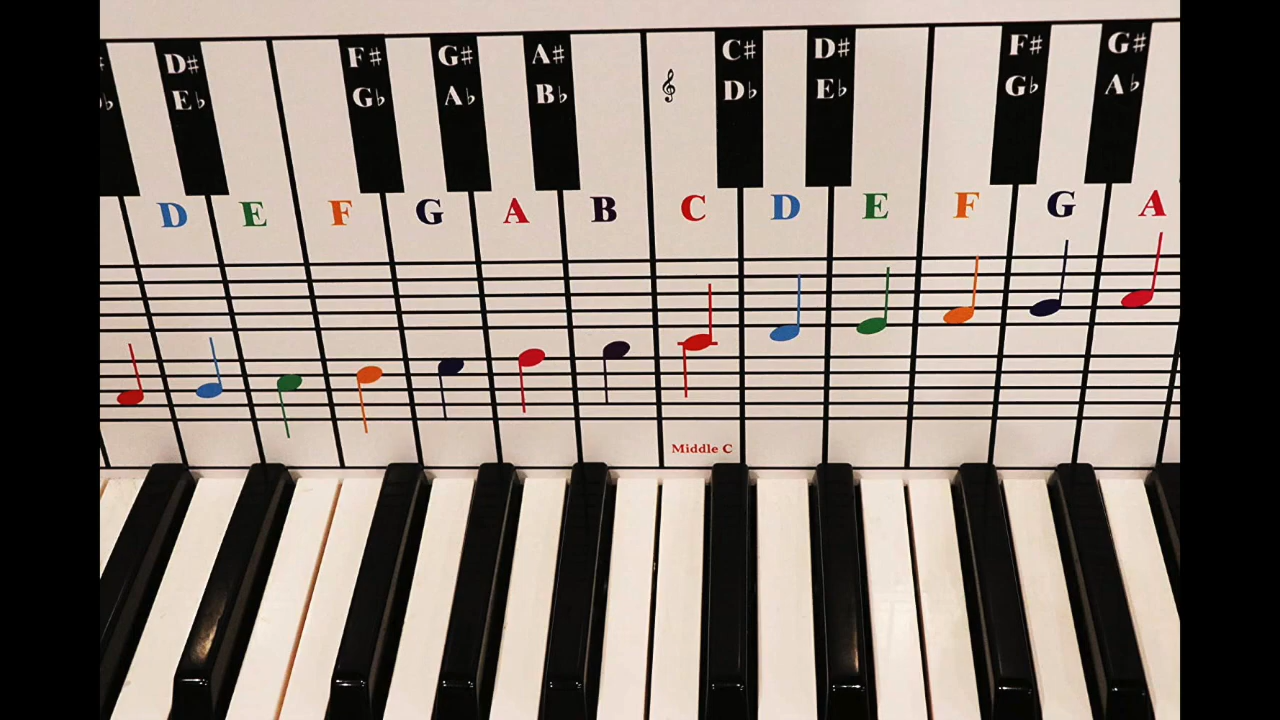 D♯ F♯ G♯ A♯ C♯ D♯ F♯ G♯
E♭ G♭ A♭ B♭ D♭ E♭ G♭ A♭
D E F G A B C D E F G A
Middle C